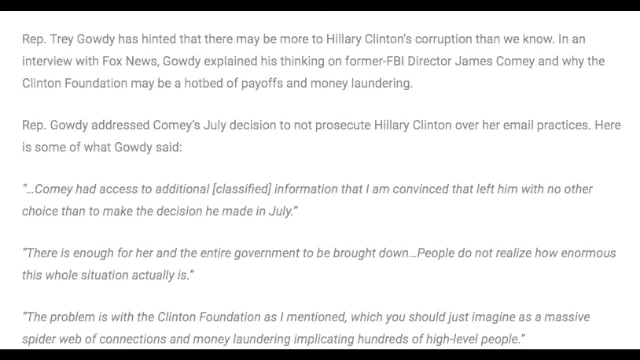 Rep. Trey Gowdy has hinted that there may be more to Hillary Clinton's corruption than we know. In an
interview with Fox News, Gowdy explained his thinking on former-FBI Director James Comey and why the
Clinton Foundation may be a hotbed of payoffs and money laundering.
Rep. Gowdy addressed Comey's July decision to not prosecute Hillary Clinton over her email practices. Here
is some of what Gowdy said:
"…Comey had access to additional [classified] information that I am convinced that left him with no other
choice than to make the decision he made in July."
"There is enough for her and the entire government to be brought down…People do not realize how enormous
this whole situation actually is."
"The problem is with the Clinton Foundation as I mentioned, which you should just imagine as a massive
spider web of connections and money laundering implicating hundreds of high-level people."